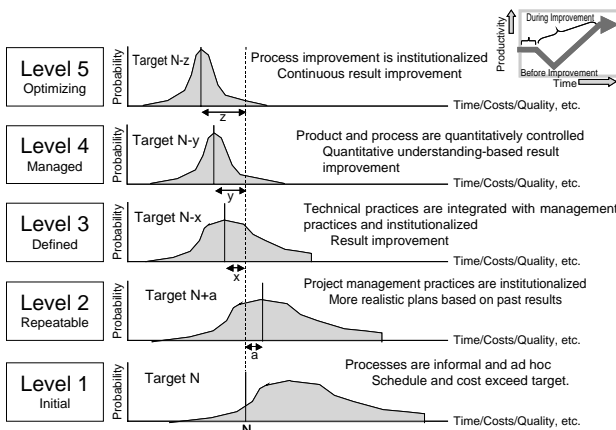 Productivity
During Improvement
Before Improvement
Time
Level 5
Optimizing
Probability
Target N-z
Process improvement is institutionalized
Continuous result improvement
z
Time/Costs/Quality, etc.
Level 4
Managed
Probability
Target N-y
Product and process are quantitatively controlled
Quantitative understanding-based result
improvement
y
Time/Costs/Quality, etc.
Level 3
Defined
Probability
Target N-x
Technical practices are integrated with management
practices and institutionalized
Result improvement
x
Time/Costs/Quality, etc.
Level 2
Repeatable
Probability
Target N+a
Project management practices are institutionalized
More realistic plans based on past results
a
Time/Costs/Quality, etc.
Level 1
Initial
Probability
Target N
Processes are informal and ad hoc
Schedule and cost exceed target.
N
Time/Costs/Quality, etc.